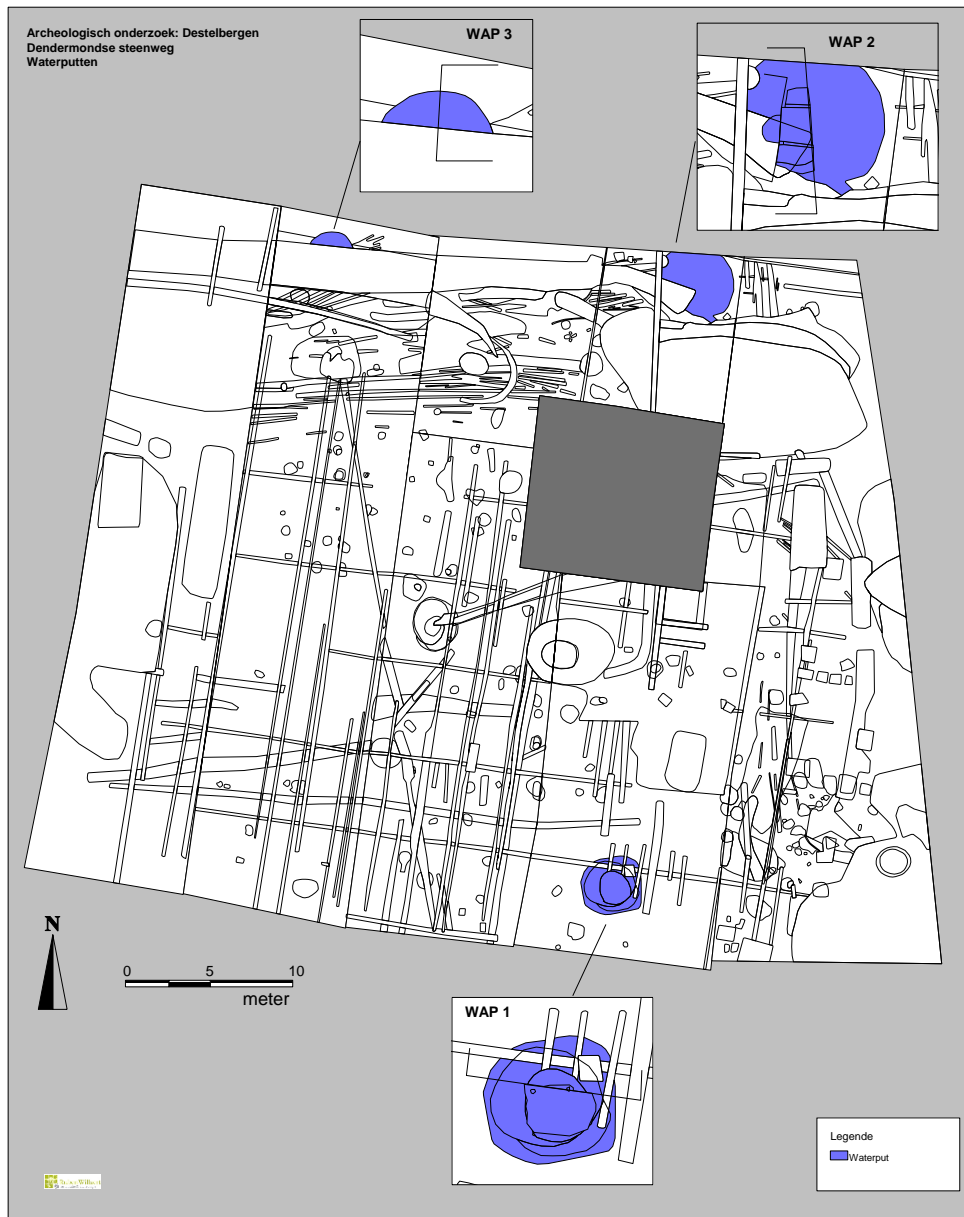 Archeologisch onderzoek: Destelbergen
Dendermondse steenweg
Waterputten
WAP 3
WAP 2
N
0 5 10
meter
WAP 1
Legende
Waterput